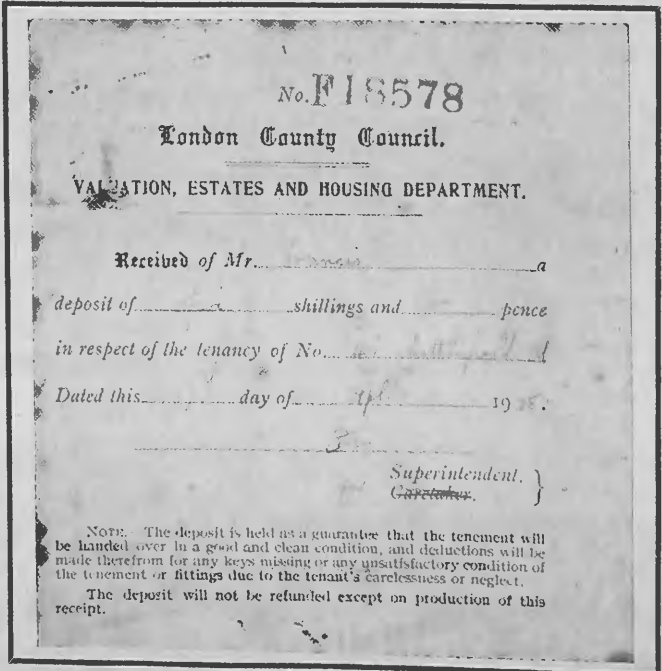 No. F18578
London County Council.
VALUATION, ESTATES AND HOUSING DEPARTMENT.
Received of Mr. a
deposit of shillings and pence
in respect of the tenancy of No.
Dated this day of 19
Superintendent.
Caretaker. }
NOTE. The deposit is held as a guarantee that the tenement will
be handed over in a good and clean condition, and deductions will be
made therefrom for any keys missing or any unsatisfactory condition of
the tenement or fittings due to the tenant's carelessness or neglect.
The deposit will not be refunded except on production of this
receipt.